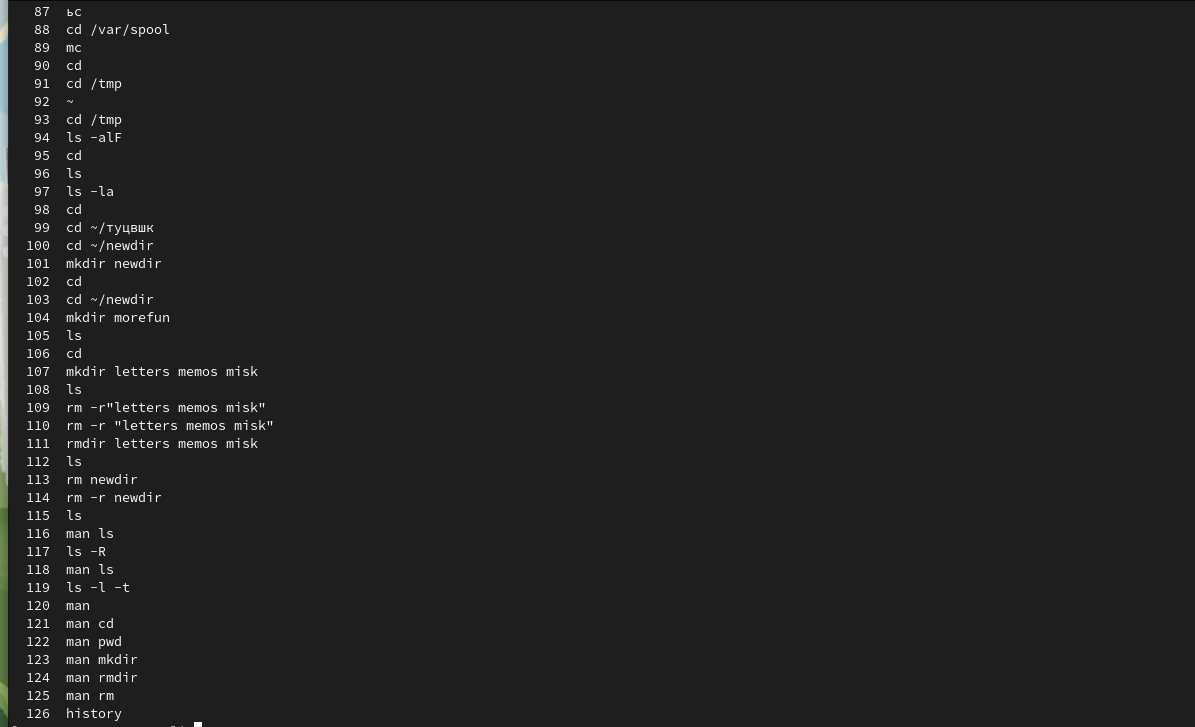 87 ьс
88 cd /var/spool
89 mc
90 cd
91 cd /tmp
92 ~
93 cd /tmp
94 ls -alF
95 cd
96 ls
97 ls -la
98 cd
99 cd ~/туцвшк
100 cd ~/newdir
101 mkdir newdir
102 cd
103 cd ~/newdir
104 mkdir morefun
105 ls
106 cd
107 mkdir letters memos misk
108 ls
109 rm -r"letters memos misk"
110 rm -r "letters memos misk"
111 rmdir letters memos misk
112 ls
113 rm newdir
114 rm -r newdir
115 ls
116 man ls
117 ls -R
118 man ls
119 ls -l -t
120 man
121 man cd
122 man pwd
123 man mkdir
124 man rmdir
125 man rm
126 history